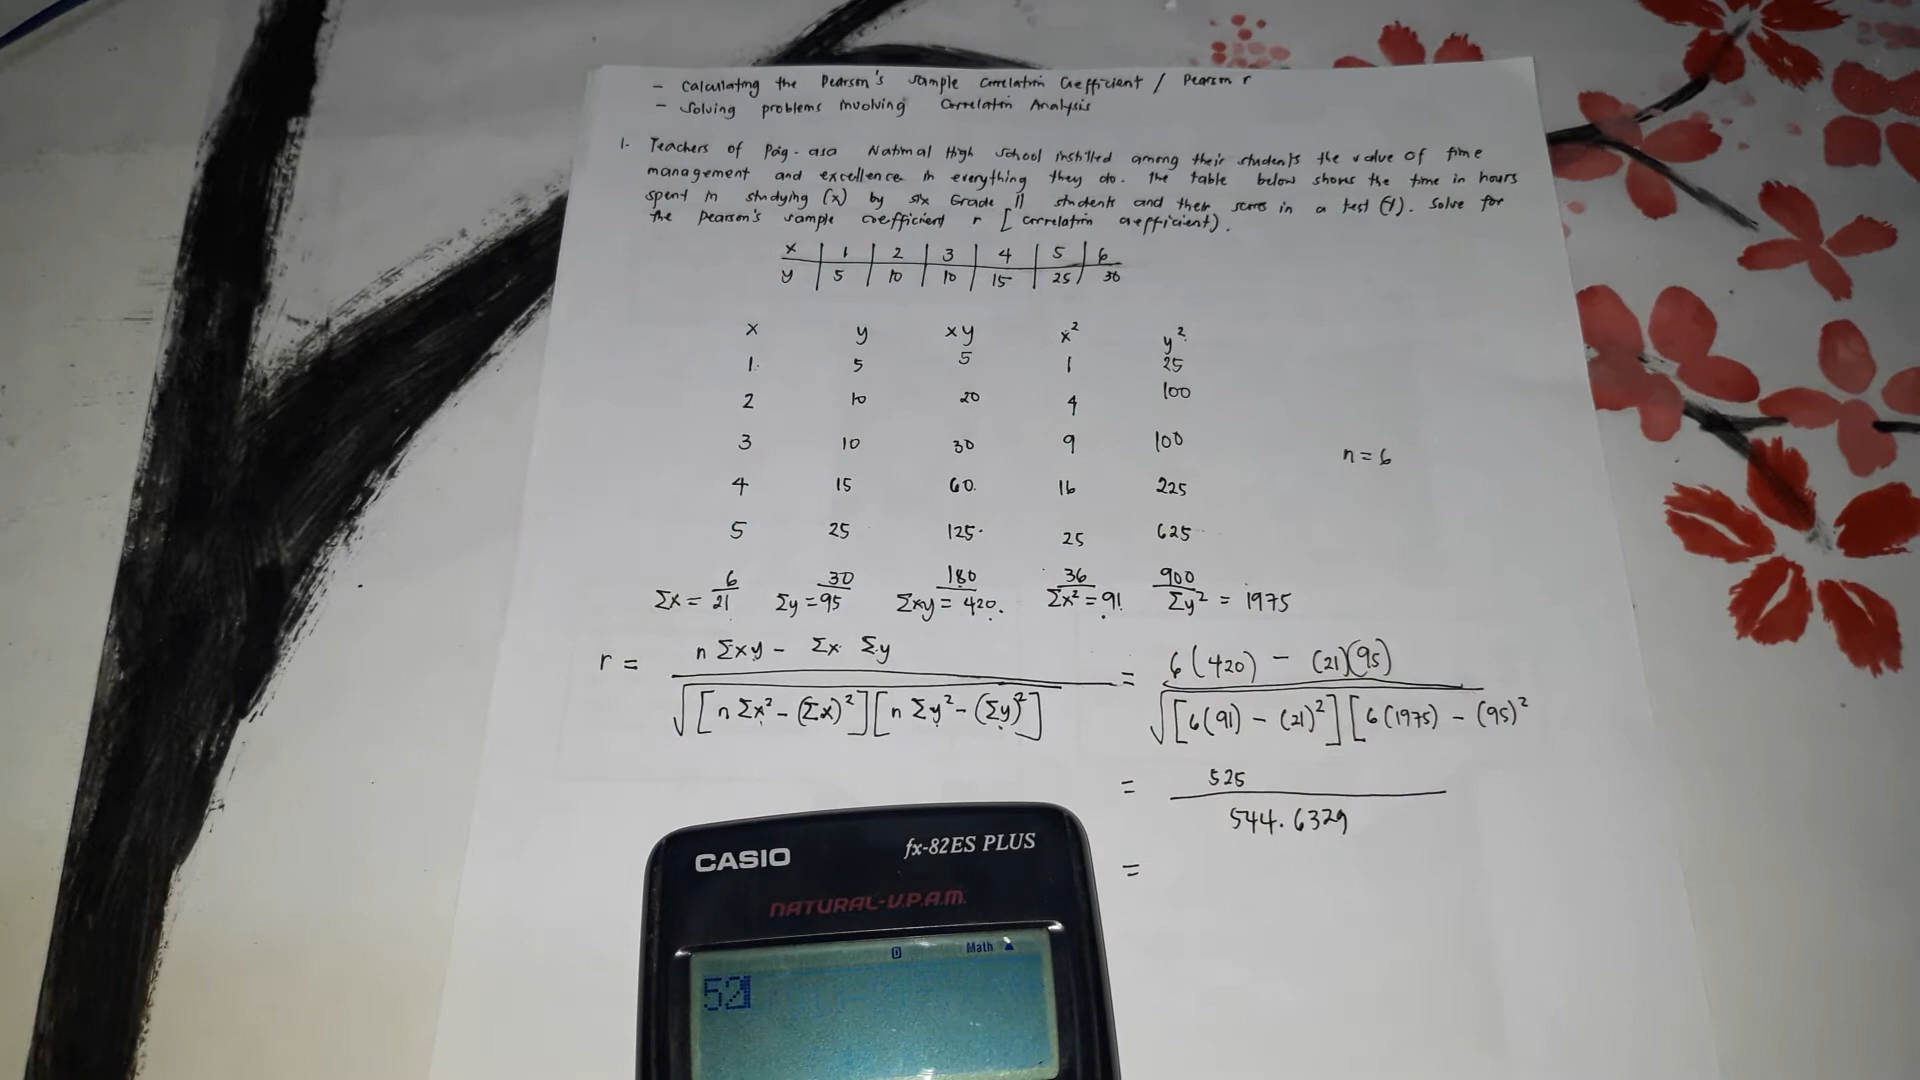 - Calculating the Pearson's Sample Correlation Coefficient / Pearson r
- Solving problems involving Correlation Analysis
1. Teachers of Pag-asa National High School instilled among their students the value of time
management and excellence in everything they do. The table below shows the time in hours
spent in studying (x) by six Grade 11 students and their scores in a test (Y). Solve for
the Pearson's sample coefficient r [correlation coefficient).
x | 1 | 2 | 3 | 4 | 5 | 6
y | 5 | 10 | 10 | 15 | 25 | 30
x y xy x² y²
1 5 5 1 25
2 10 20 4 100
3 10 30 9 100
n = 6
4 15 60 16 225
5 25 125 25 625
6 30 180 36 900
Σx = 21 Σy = 95 Σxy = 420. Σx² = 91 Σy² = 1975
r = n Σxy - Σx Σy / √[n Σx² - (Σx)²][n Σy² - (Σy)²] = 6(420) - (21)(95) / √[6(91) - (21)²][6(1975) - (95)²
= 525 / 544.6329
=
CASIO fx-82ES PLUS
NATURAL-V.P.A.M.
D Math ▲
52